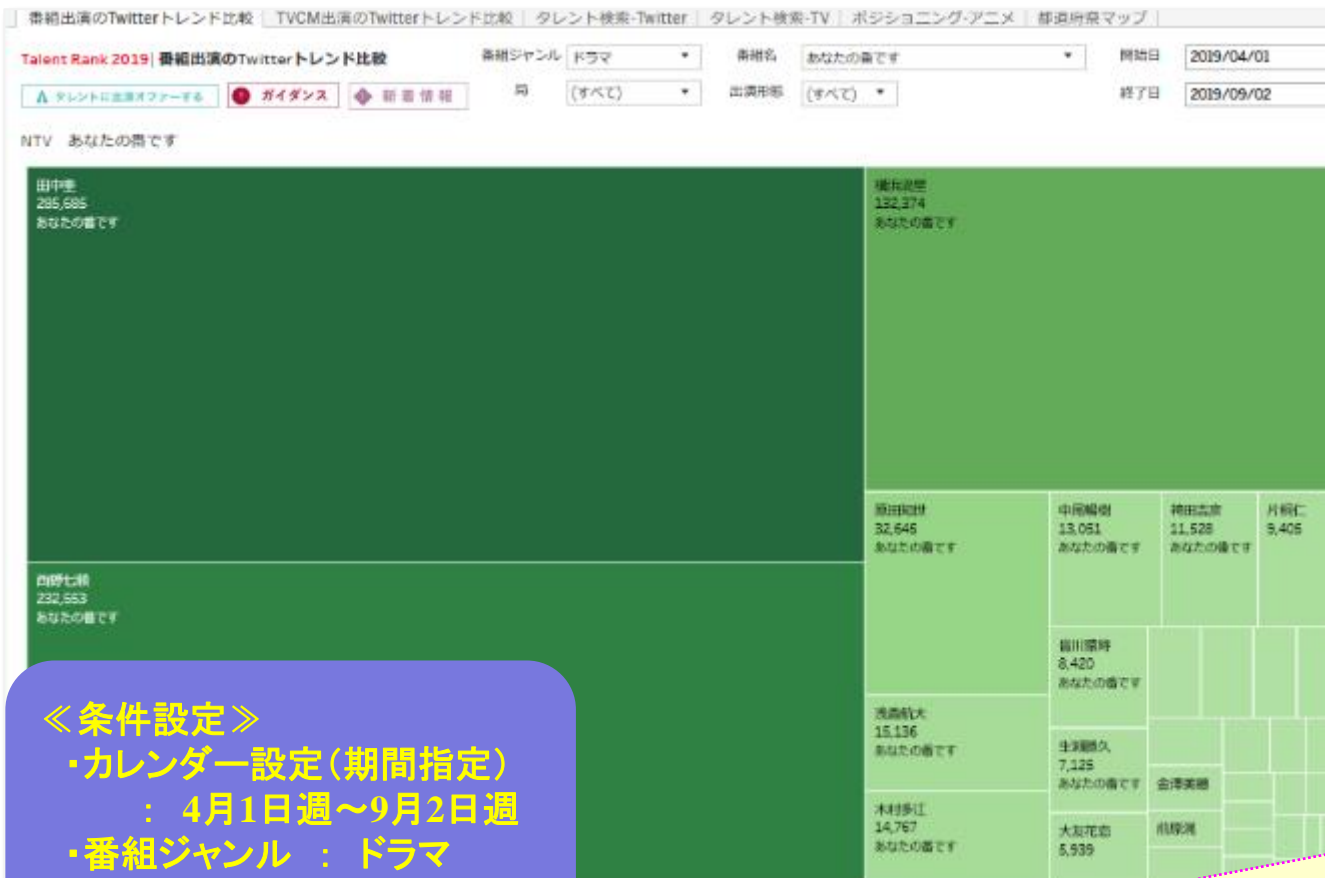 番組出演のTwitterトレンド比較 TVCM出演のTwitterトレンド比較 タレント検索-Twitter タレント検索-TV ポジショニング-アニメ 都道府県マップ
Talent Rank 2019| 番組出演のTwitterトレンド比較 番組ジャンル ドラマ 番組名 あなたの番です 開始日 2019/04/01
タレントに出演オファーする ガイダンス 新着情報 局 (すべて) 出演形態 (すべて) 終了日 2019/09/02
NTV あなたの番です
田中圭
285,685
あなたの番です
横浜流星
132,374
あなたの番です
原田知世
32,645
あなたの番です
中尾暢樹
13,051
あなたの番です
袴田吉彦
11,528
あなたの番です
片桐仁
9,405
西野七瀬
232,553
あなたの番です
皆川猿時
8,420
あなたの番です
浅香航大
15,136
あなたの番です
生瀬勝久
7,125
あなたの番です
金澤美穂
木村多江
14,767
あなたの番です
大友花恋
5,939
前原滉
≪条件設定≫
・カレンダー設定(期間指定)
: 4月1日週～9月2日週
・番組ジャンル : ドラマ